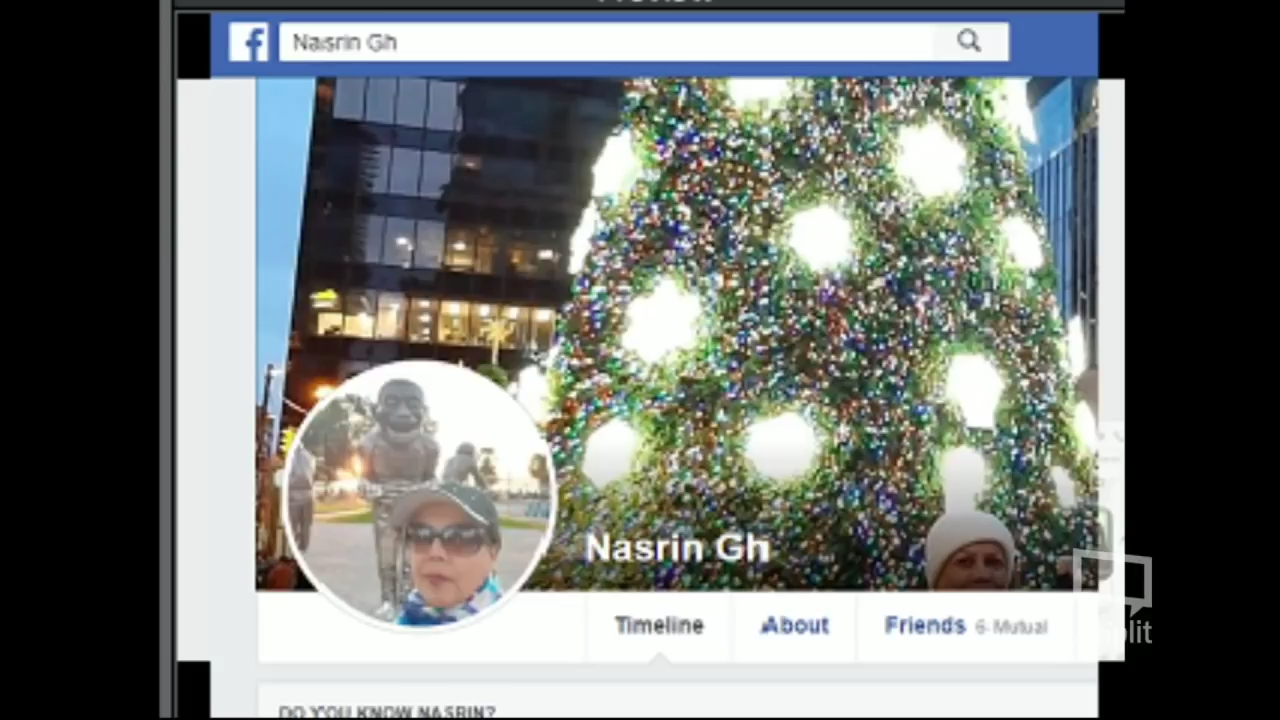 Nasrin Gh
Nasrin Gh
Timeline
About
Friends 6 Mutual
DO YOU KNOW NASRIN?